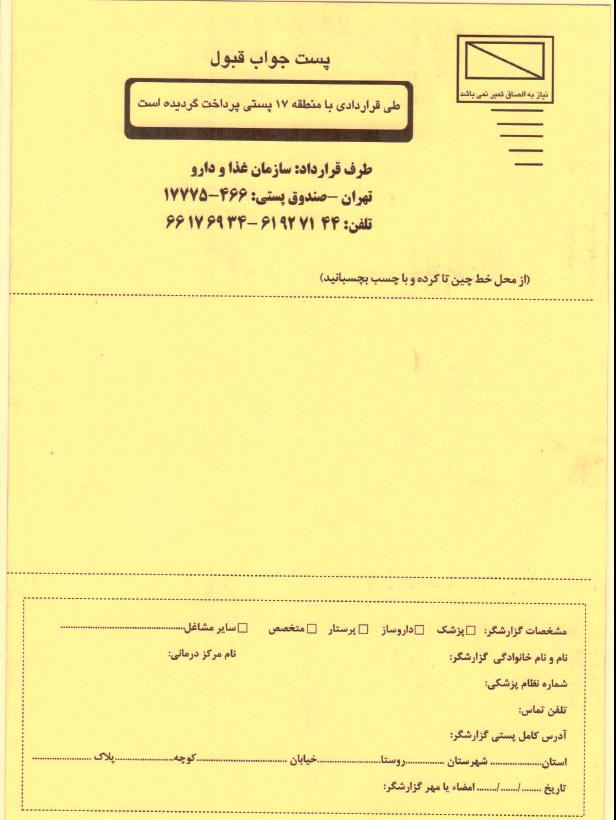 پست جواب قبول
نیاز به الصاق تمبر نمی باشد
طی قراردادی با منطقه ۱۷ پستی پرداخت گردیده است
طرف قرارداد: سازمان غذا و دارو
تهران –صندوق پستی: ۴۶۶–۱۷۷۷۵
تلفن: ۴۴ ۷۱ ۹۲ ۶۱– ۳۴ ۶۹ ۱۷ ۶۶
(از محل خط چین تا کرده و با چسب بچسبانید)
مشخصات گزارشگر: □پزشک □داروساز □ پرستار □ متخصص □سایر مشاغل....................
نام و نام خانوادگی گزارشگر: نام مرکز درمانی:
شماره نظام پزشکی:
تلفن تماس:
آدرس کامل پستی گزارشگر:
استان.................. شهرستان ..............روستا......................خیابان ...............................کوچه....................پلاک ....................
تاریخ ......./....../....... امضاء یا مهر گزارشگر: